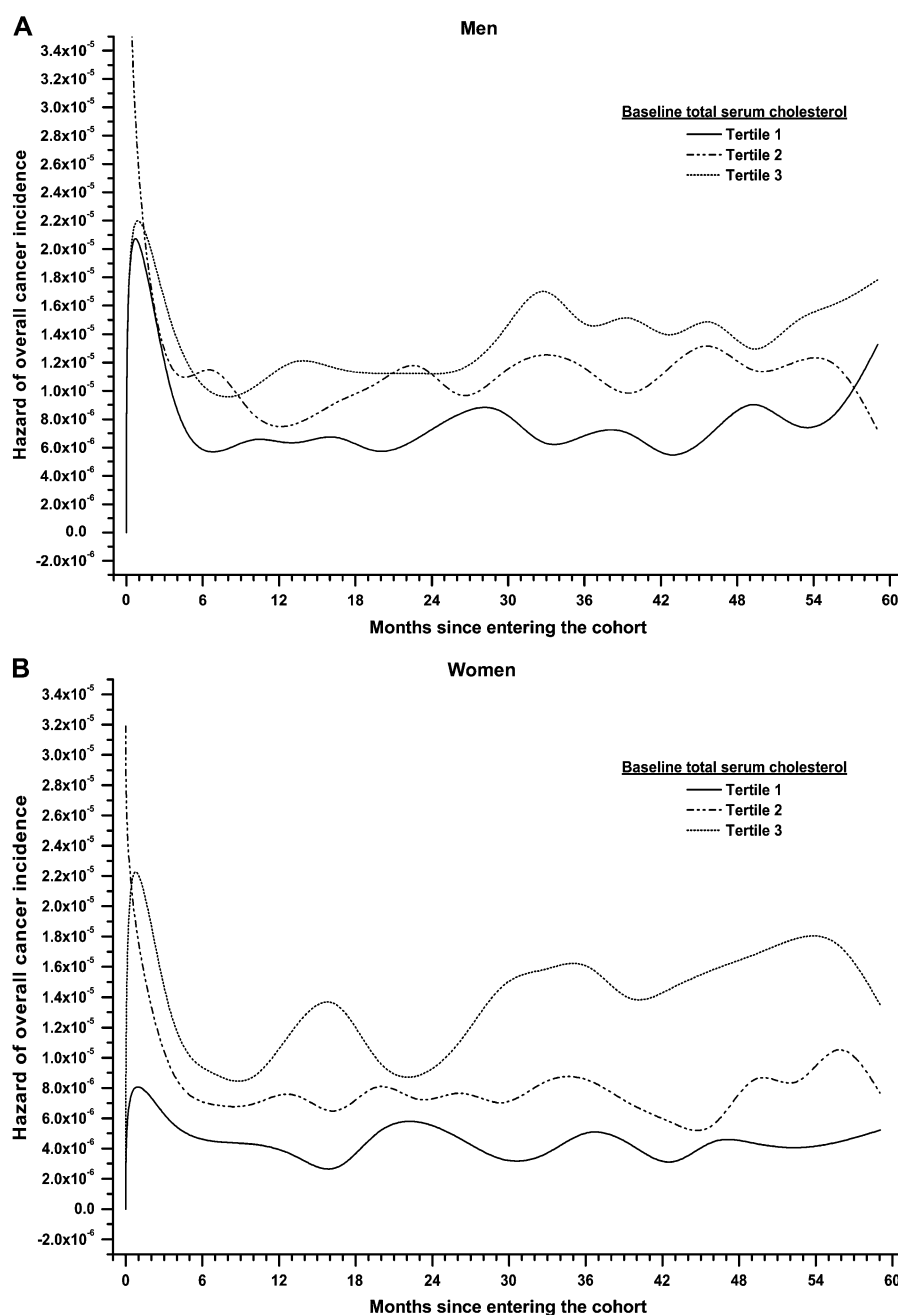 A
Men
3.4x10⁻⁵
3.2x10⁻⁵
3.0x10⁻⁵
2.8x10⁻⁵
2.6x10⁻⁵
2.4x10⁻⁵
2.2x10⁻⁵
2.0x10⁻⁵
1.8x10⁻⁵
1.6x10⁻⁵
1.4x10⁻⁵
1.2x10⁻⁵
1.0x10⁻⁵
8.0x10⁻⁶
6.0x10⁻⁶
4.0x10⁻⁶
2.0x10⁻⁶
0.0
-2.0x10⁻⁶
Hazard of overall cancer incidence
Baseline total serum cholesterol
Tertile 1
Tertile 2
Tertile 3
0 6 12 18 24 30 36 42 48 54 60
Months since entering the cohort
B
Women
3.4x10⁻⁵
3.2x10⁻⁵
3.0x10⁻⁵
2.8x10⁻⁵
2.6x10⁻⁵
2.4x10⁻⁵
2.2x10⁻⁵
2.0x10⁻⁵
1.8x10⁻⁵
1.6x10⁻⁵
1.4x10⁻⁵
1.2x10⁻⁵
1.0x10⁻⁵
8.0x10⁻⁶
6.0x10⁻⁶
4.0x10⁻⁶
2.0x10⁻⁶
0.0
-2.0x10⁻⁶
Hazard of overall cancer incidence
Baseline total serum cholesterol
Tertile 1
Tertile 2
Tertile 3
0 6 12 18 24 30 36 42 48 54 60
Months since entering the cohort